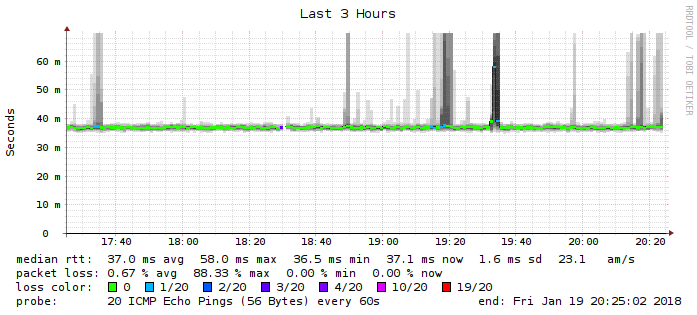 Last 3 Hours
RRDTOOL / TOBI OETIKER
Seconds
60 m
50 m
40 m
30 m
20 m
10 m
0
17:40 18:00 18:20 18:40 19:00 19:20 19:40 20:00 20:20
median rtt: 37.0 ms avg 58.0 ms max 36.5 ms min 37.1 ms now 1.6 ms sd 23.1 am/s
packet loss: 0.67 % avg 88.33 % max 0.00 % min 0.00 % now
loss color: 0 1/20 2/20 3/20 4/20 10/20 19/20
probe: 20 ICMP Echo Pings (56 Bytes) every 60s end: Fri Jan 19 20:25:02 2018